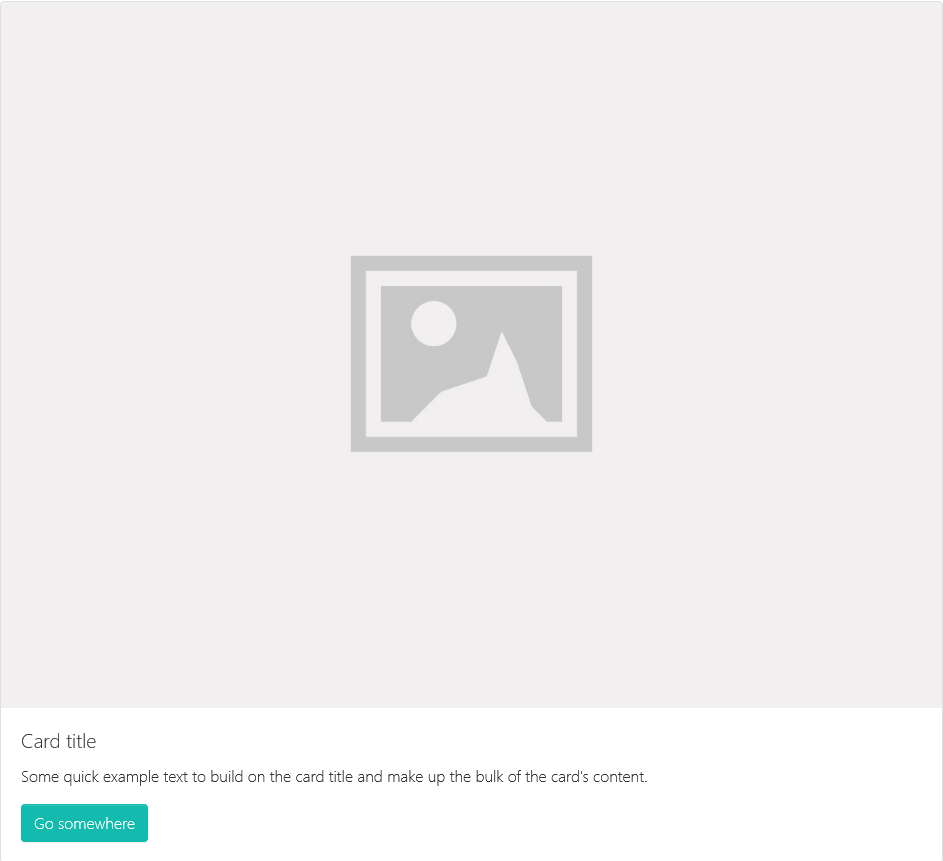 Card title
Some quick example text to build on the card title and make up the bulk of the card's content.
Go somewhere